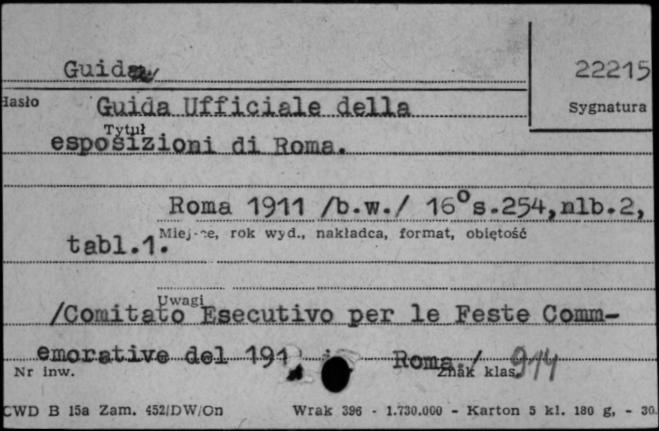 Guida
22215
Hasło
Guida Ufficiale della
Sygnatura
Tytuł
esposizioni di Roma.
Roma 1911 /b.w./ 16°s.254,nlb.2,
Miejsce, rok wyd., nakładca, format, objętość
tabl.1.
Uwagi
/Comitato Esecutivo per le Feste Comm-
emorative del 191 Roma/
Nr inw.
Znak klas. 914
CWD B 15a Zam. 452/DW/On Wrak 396 - 1.730.000 - Karton 5 kl. 180 g, - 30.